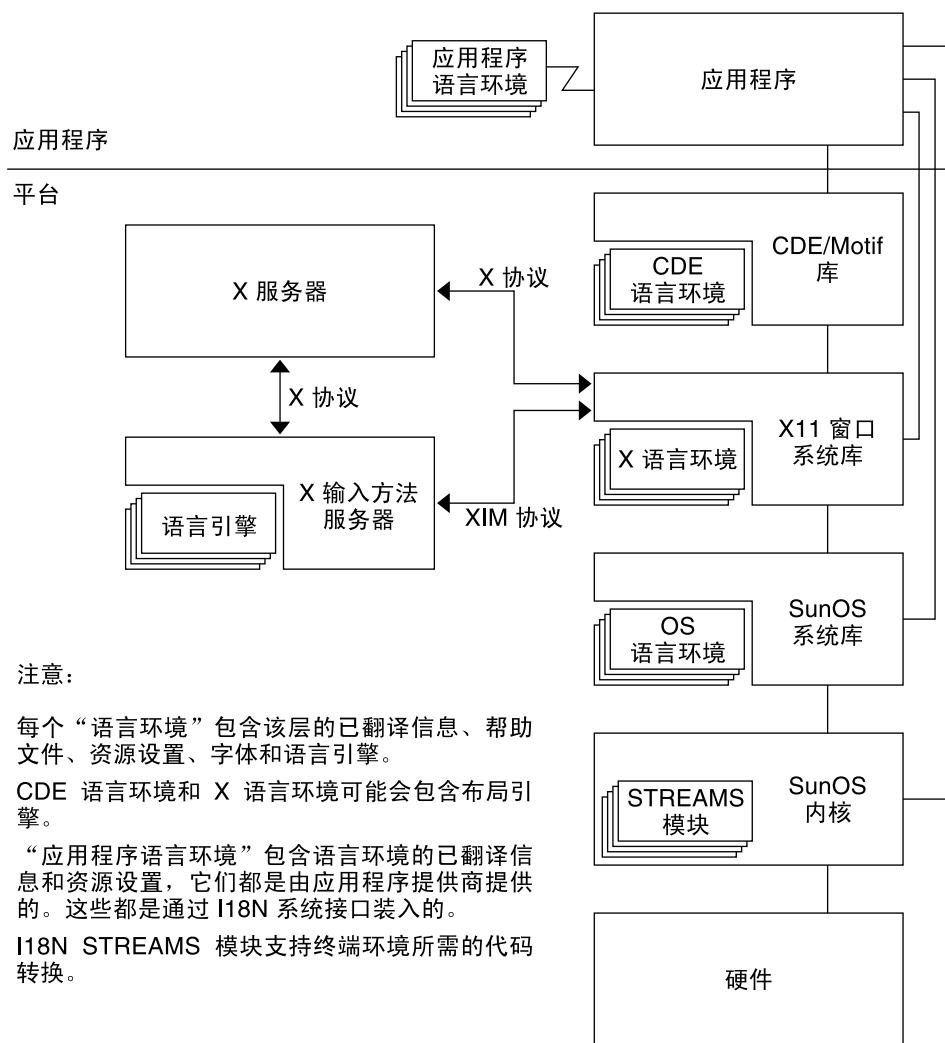 应用程序
语言环境
应用程序
应用程序
平台
CDE/Motif
库
CDE
语言环境
X 服务器
X 协议
X 协议
X11 窗口
系统库
X 语言环境
X 输入方法
服务器
语言引擎
XIM 协议
SunOS
系统库
OS
语言环境
注意：
每个“语言环境”包含该层的已翻译信息、帮助
文件、资源设置、字体和语言引擎。
CDE 语言环境和 X 语言环境可能会包含布局引
擎。
“应用程序语言环境”包含语言环境的已翻译信
息和资源设置，它们都是由应用程序提供商提供
的。这些都是通过 I18N 系统接口装入的。
I18N STREAMS 模块支持终端环境所需的代码
转换。
SunOS
内核
STREAMS
模块
硬件